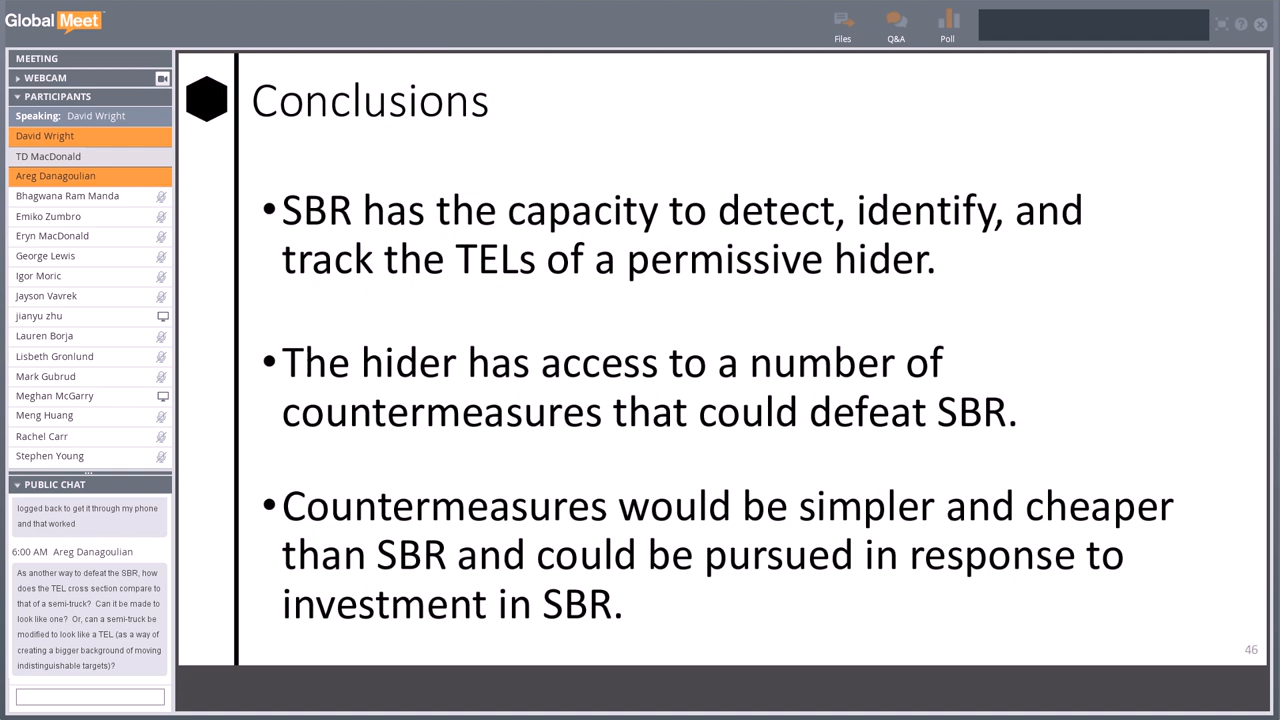 Global Meet
Files
Q&A
Poll
MEETING
WEBCAM
PARTICIPANTS
Speaking: David Wright
David Wright
TD MacDonald
Areg Danagoulian
Bhagwana Ram Manda
Emiko Zumbro
Eryn MacDonald
George Lewis
Igor Moric
Jayson Vavrek
jianyu zhu
Lauren Borja
Lisbeth Gronlund
Mark Gubrud
Meghan McGarry
Meng Huang
Rachel Carr
Stephen Young
PUBLIC CHAT
logged back to get it through my phone
and that worked
6:00 AM Areg Danagoulian
As another way to defeat the SBR, how
does the TEL cross section compare to
that of a semi-truck? Can it be made to
look like one? Or, can a semi-truck be
modified to look like a TEL (as a way of
creating a bigger background of moving
indistinguishable targets)?
Conclusions
•SBR has the capacity to detect, identify, and
track the TELs of a permissive hider.
•The hider has access to a number of
countermeasures that could defeat SBR.
•Countermeasures would be simpler and cheaper
than SBR and could be pursued in response to
investment in SBR.
46